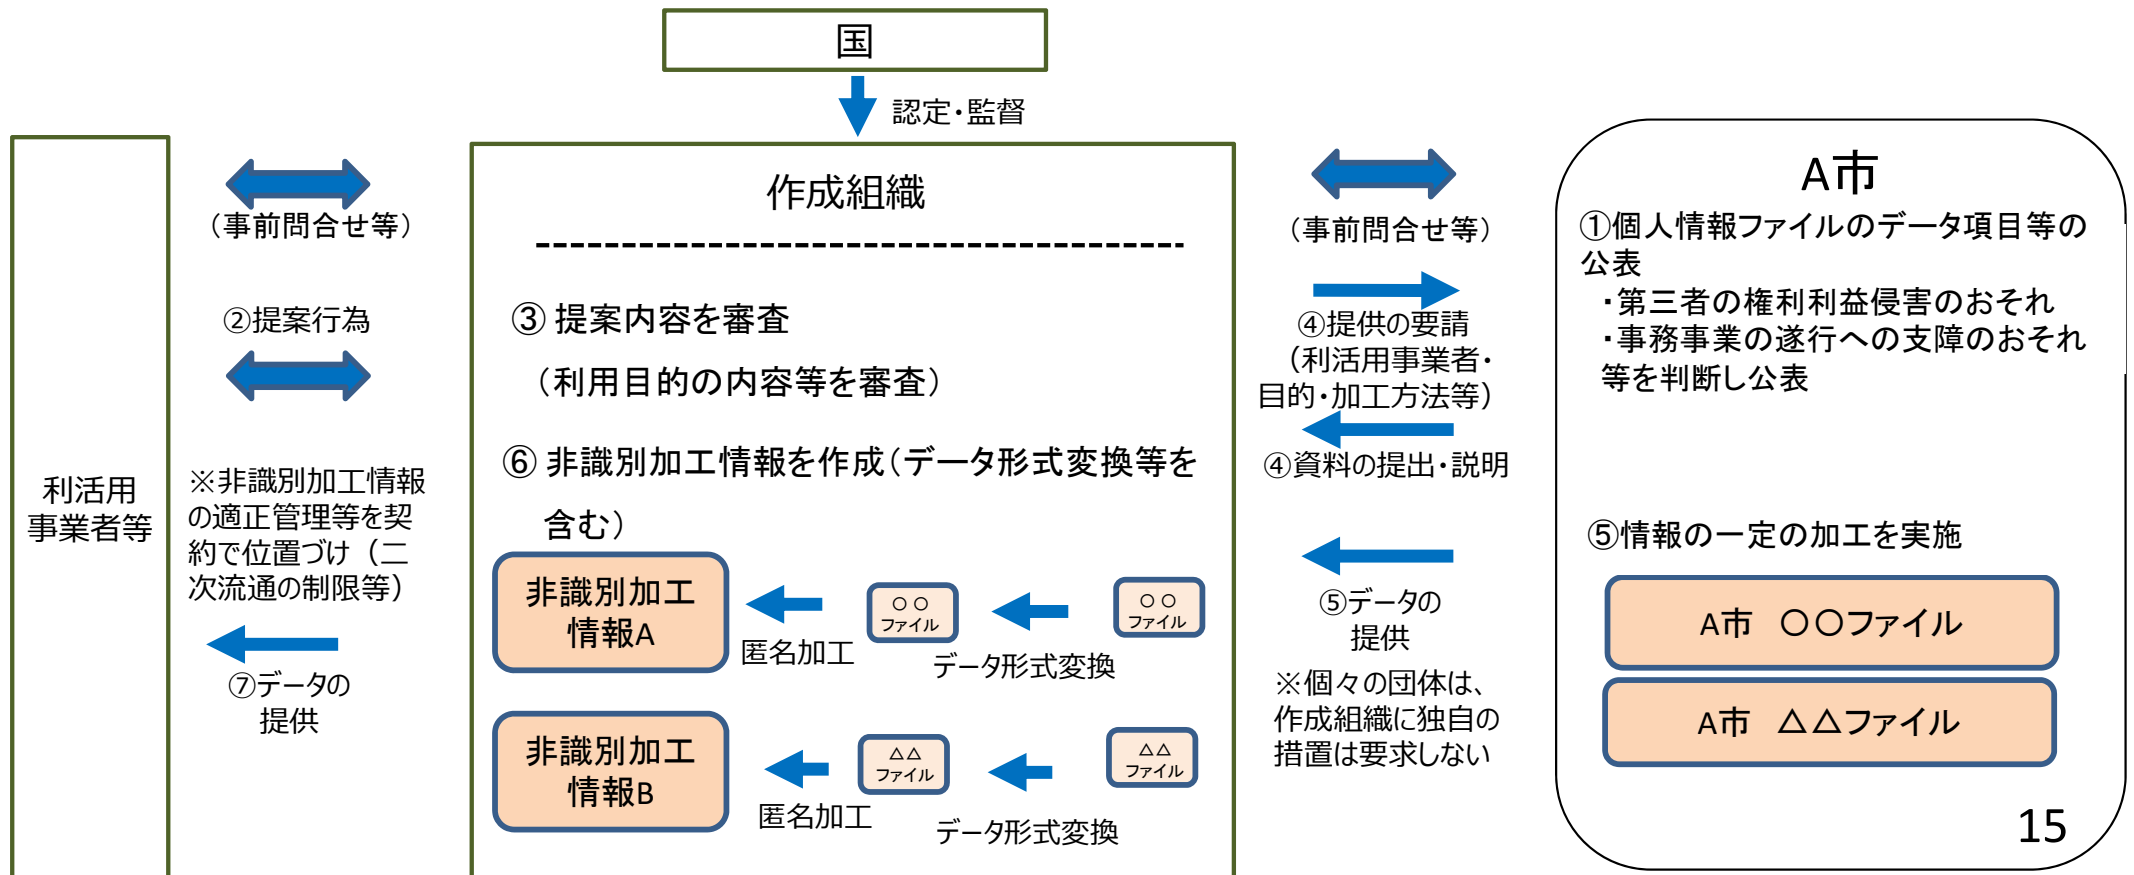 国
認定・監督
利活用
事業者等
（事前問合せ等）
②提案行為
※非識別加工情報
の適正管理等を契
約で位置づけ（二
次流通の制限等）
⑦データの
提供
作成組織
③ 提案内容を審査
（利用目的の内容等を審査）
⑥ 非識別加工情報を作成（データ形式変換等を
含む）
非識別加工
情報A
匿名加工
○○
ファイル
データ形式変換
○○
ファイル
非識別加工
情報B
匿名加工
△△
ファイル
データ形式変換
△△
ファイル
（事前問合せ等）
④提供の要請
（利活用事業者・
目的・加工方法等）
④資料の提出・説明
⑤データの
提供
※個々の団体は、
作成組織に独自の
措置は要求しない
A市
①個人情報ファイルのデータ項目等の
公表
・第三者の権利利益侵害のおそれ
・事務事業の遂行への支障のおそれ
等を判断し公表
⑤情報の一定の加工を実施
A市　○○ファイル
A市　△△ファイル
15